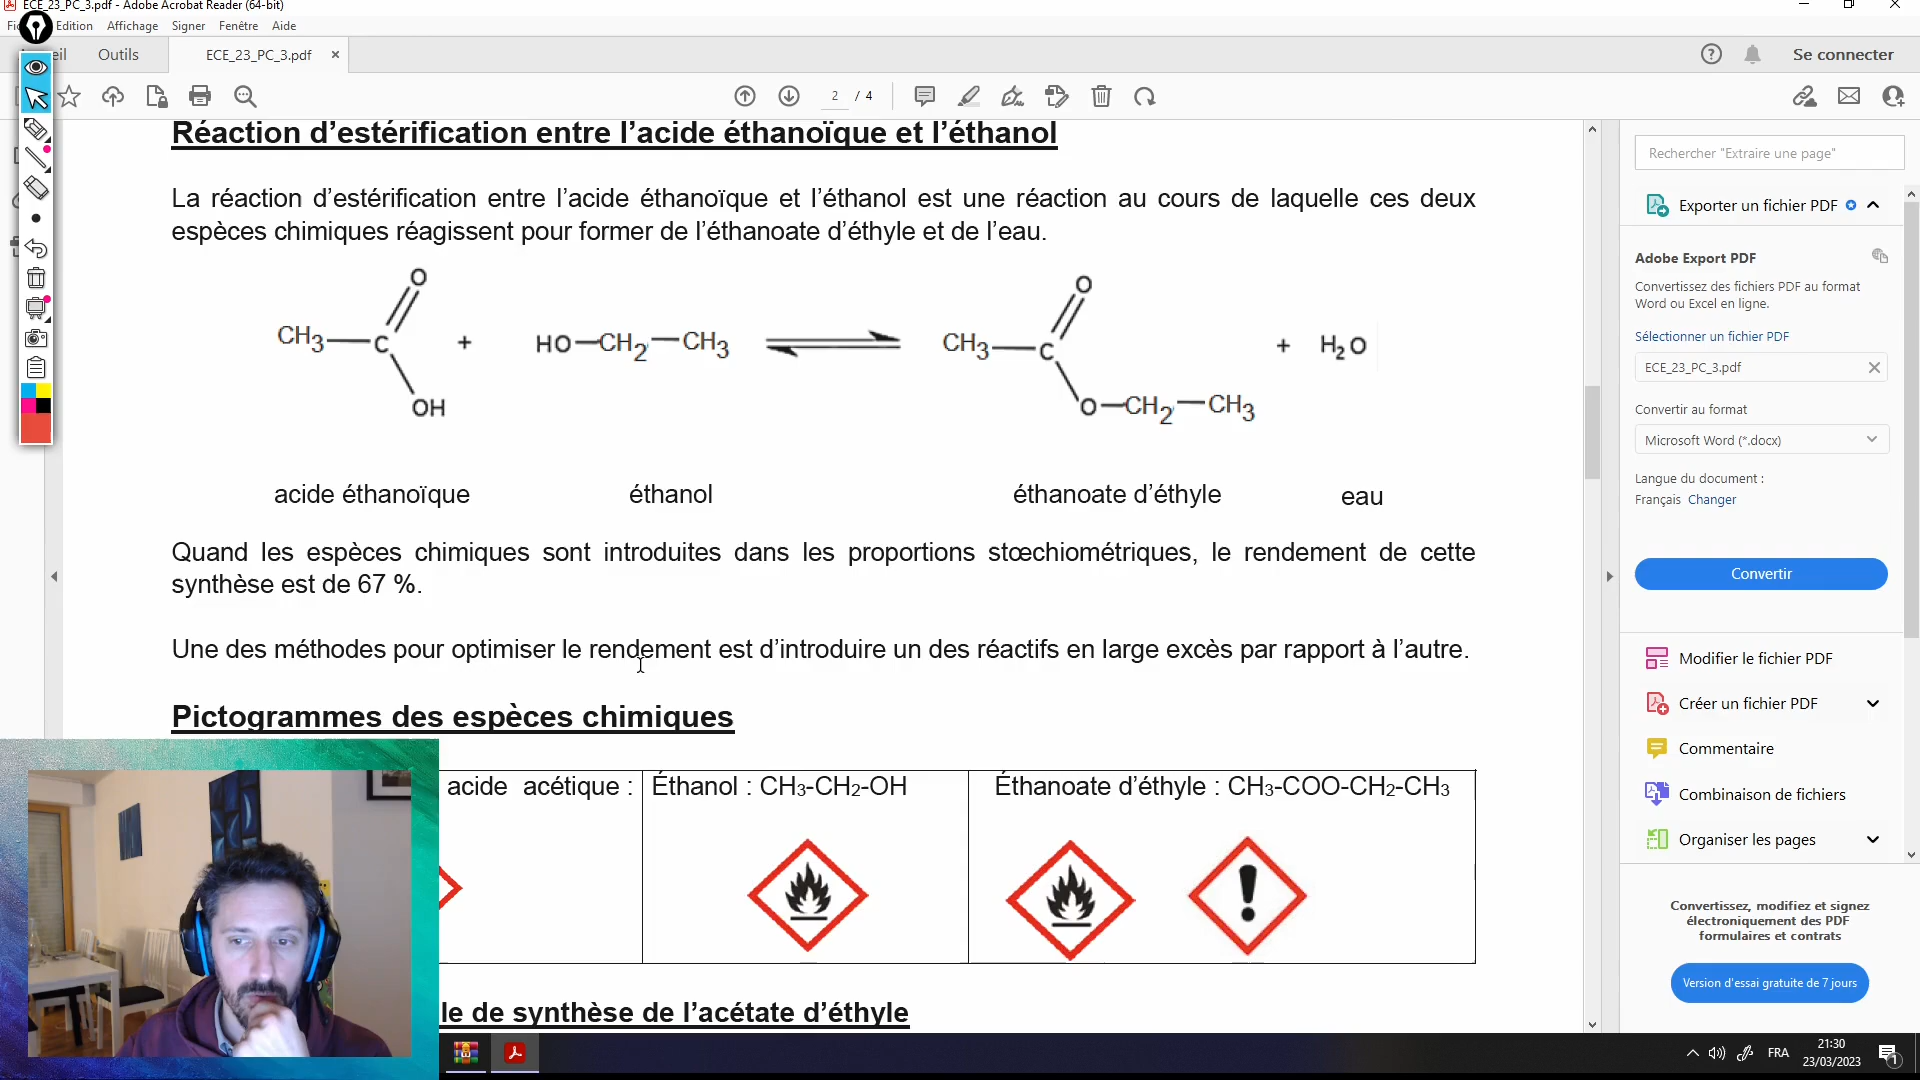 ECE_23_PC_3.pdf - Adobe Acrobat Reader (64-bit)
Edition Affichage Signer Fenêtre Aide
Outils
ECE_23_PC_3.pdf ×
Se connecter
2 / 4
Réaction d’estérification entre l’acide éthanoïque et l’éthanol
La réaction d’estérification entre l’acide éthanoïque et l’éthanol est une réaction au cours de laquelle ces deux
espèces chimiques réagissent pour former de l’éthanoate d’éthyle et de l’eau.
O
CH3 C
OH
+
HO CH2 CH3
O
CH3 C
O CH2 CH3
+ H2O
acide éthanoïque éthanol éthanoate d’éthyle eau
Quand les espèces chimiques sont introduites dans les proportions stœchiométriques, le rendement de cette
synthèse est de 67 %.
Une des méthodes pour optimiser le rendement est d’introduire un des réactifs en large excès par rapport à l’autre.
Pictogrammes des espèces chimiques
acide acétique :
Éthanol : CH3-CH2-OH
Éthanoate d’éthyle : CH3-COO-CH2-CH3
le de synthèse de l’acétate d’éthyle
Rechercher "Extraire une page"
Exporter un fichier PDF
Adobe Export PDF
Convertissez des fichiers PDF au format
Word ou Excel en ligne.
Sélectionner un fichier PDF
ECE_23_PC_3.pdf
Convertir au format
Microsoft Word (*.docx)
Langue du document :
Français Changer
Convertir
Modifier le fichier PDF
Créer un fichier PDF
Commentaire
Combinaison de fichiers
Organiser les pages
Convertissez, modifiez et signez
électroniquement des PDF
formulaires et contrats
Version d'essai gratuite de 7 jours
FRA
21:30
23/03/2023
1